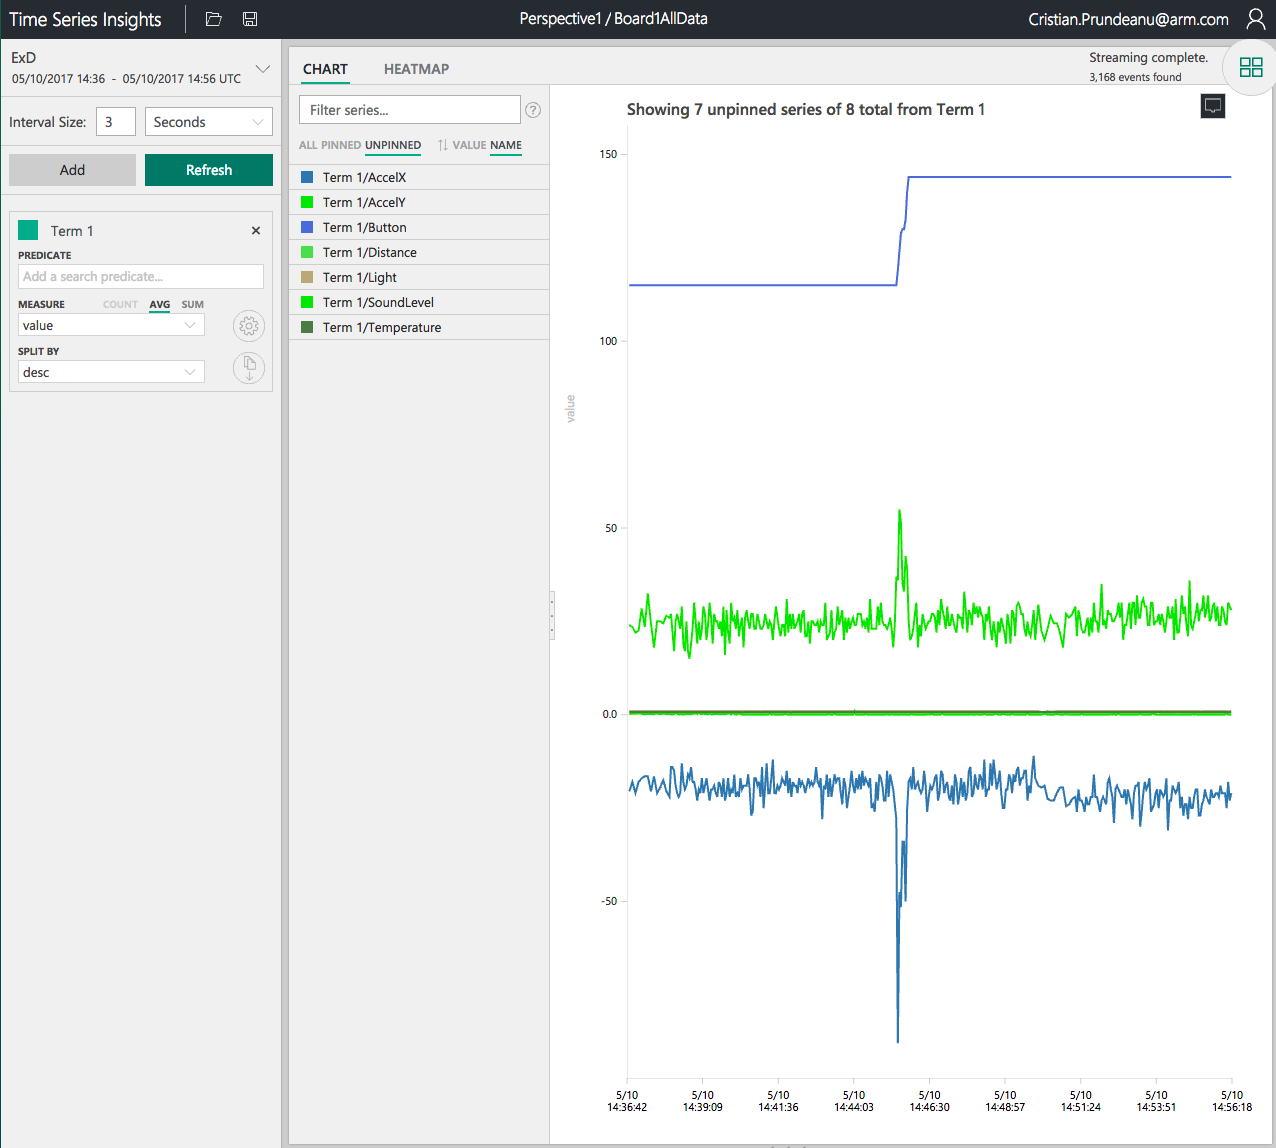 Time Series Insights
Perspective1 / Board1AllData
Cristian.Prundeanu@arm.com
ExD
05/10/2017 14:36 - 05/10/2017 14:56 UTC
Interval Size: 3 Seconds
Add Refresh
Term 1 ×
PREDICATE
Add a search predicate...
MEASURE COUNT AVG SUM
value
SPLIT BY
desc
CHART HEATMAP
Streaming complete.
3,168 events found
Filter series... ?
ALL PINNED UNPINNED VALUE NAME
Term 1/AccelX
Term 1/AccelY
Term 1/Button
Term 1/Distance
Term 1/Light
Term 1/SoundLevel
Term 1/Temperature
Showing 7 unpinned series of 8 total from Term 1
150
100
50
0.0
-50
value
5/10 5/10 5/10 5/10 5/10 5/10 5/10 5/10 5/10
14:36:42 14:39:09 14:41:36 14:44:03 14:46:30 14:48:57 14:51:24 14:53:51 14:56:18